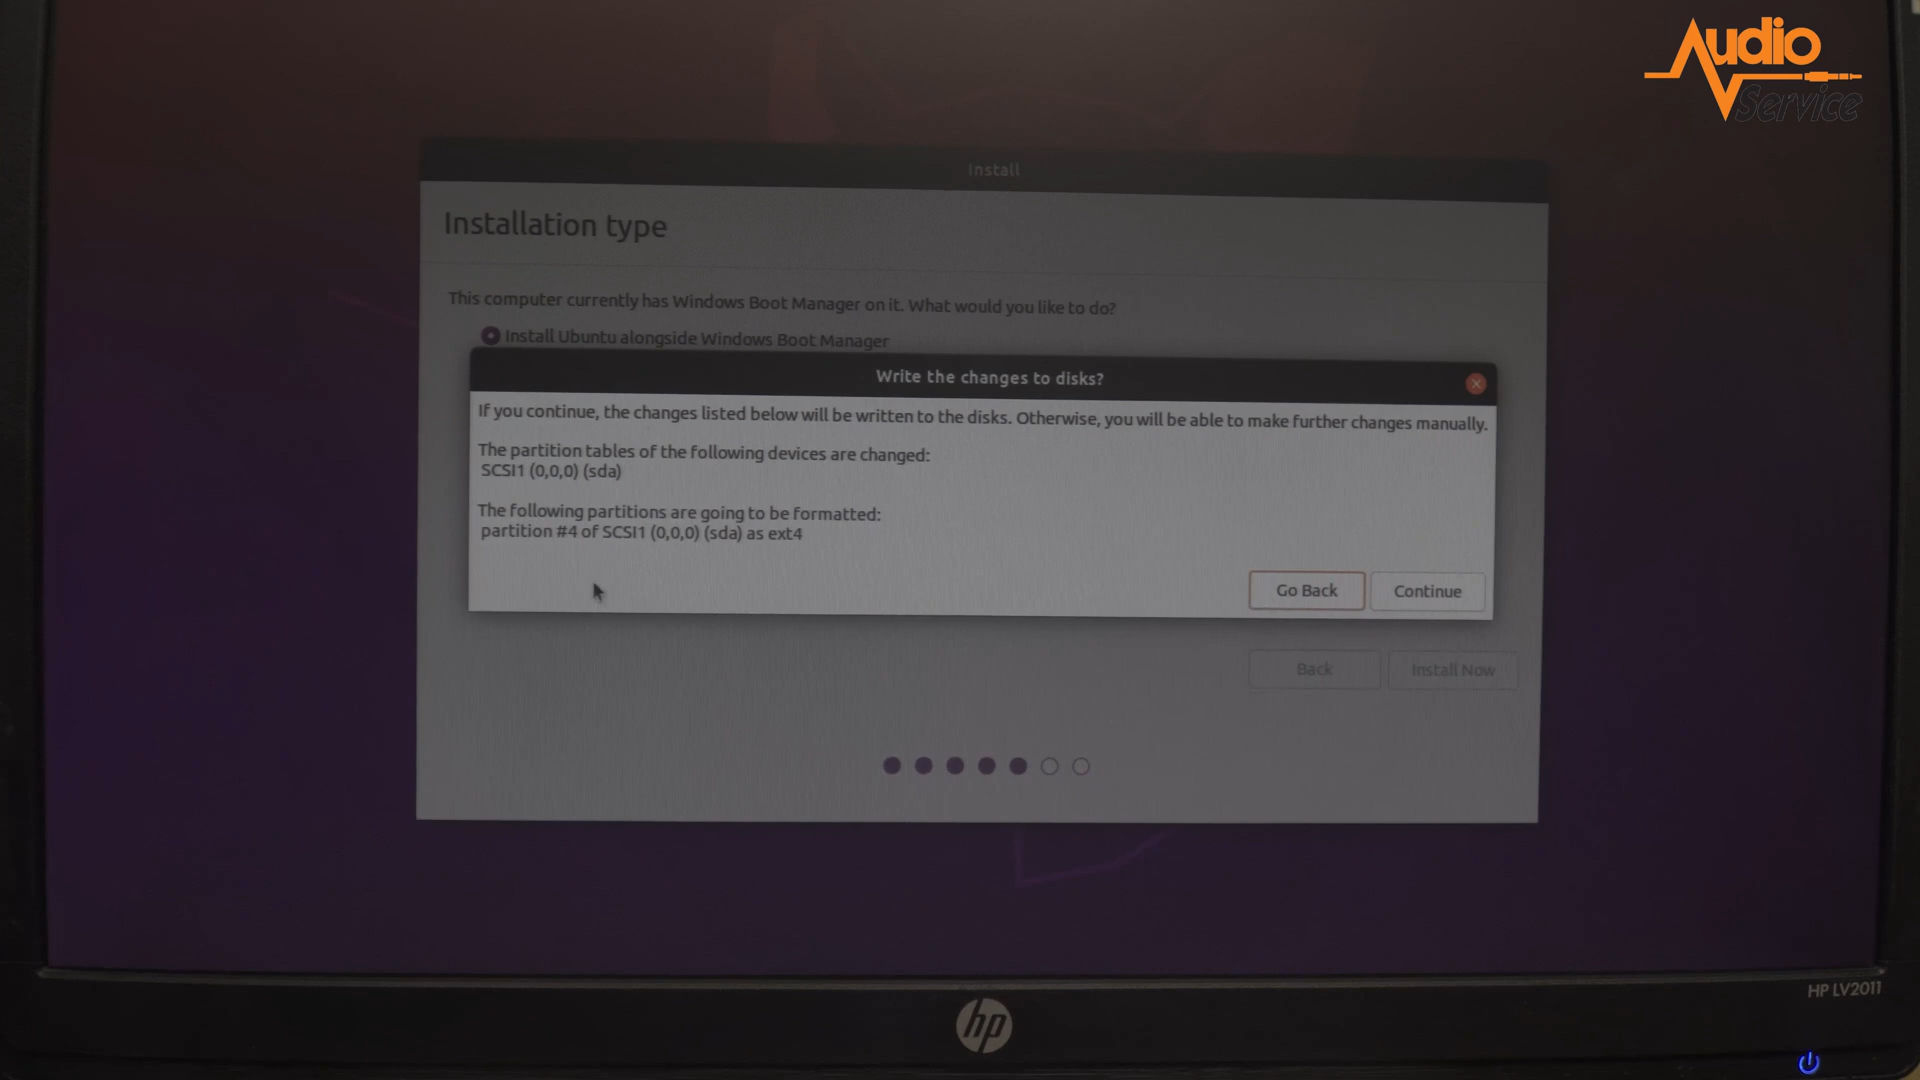 Audio
Service
Install
Installation type
This computer currently has Windows Boot Manager on it. What would you like to do?
Install Ubuntu alongside Windows Boot Manager
Write the changes to disks?
If you continue, the changes listed below will be written to the disks. Otherwise, you will be able to make further changes manually.
The partition tables of the following devices are changed:
SCSI1 (0,0,0) (sda)
The following partitions are going to be formatted:
partition #4 of SCSI1 (0,0,0) (sda) as ext4
Go Back
Continue
Back
Install Now
HP LV2011
hp